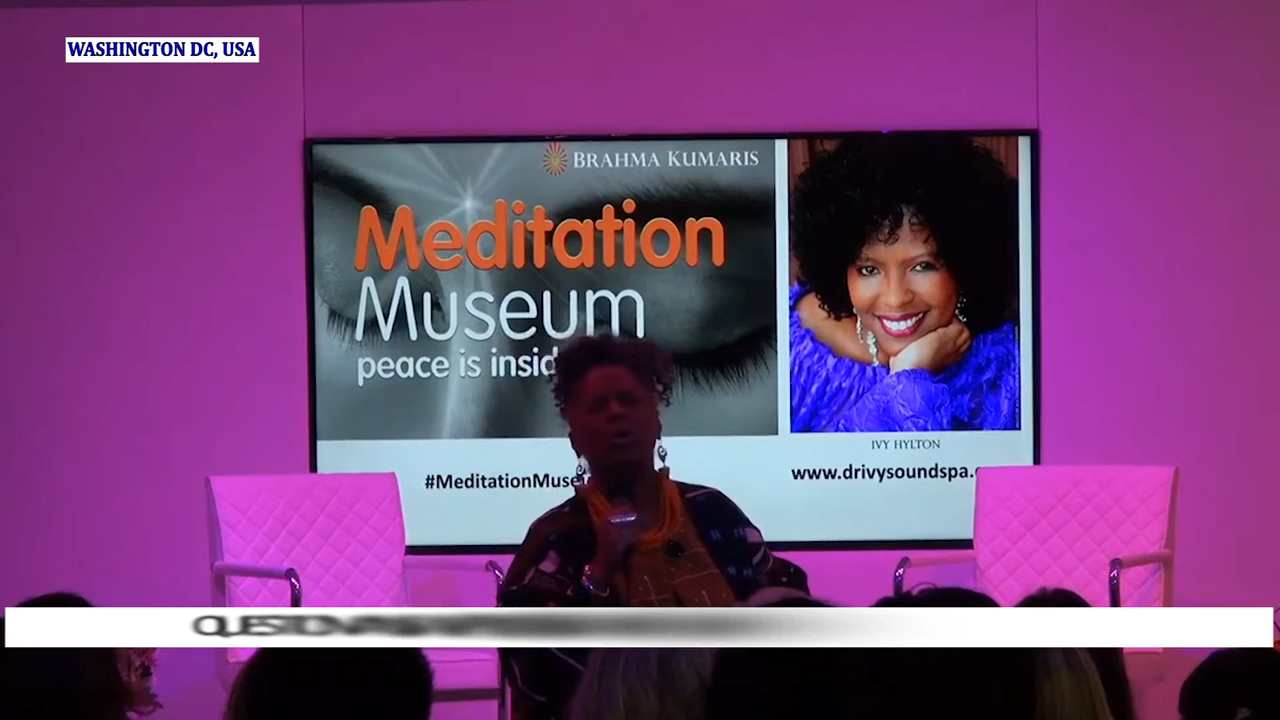 WASHINGTON DC, USA
BRAHMA KUMARIS
Meditation
Museum
peace is insid
IVY HYLTON
#MeditationMuse
www.drivysoundspa.